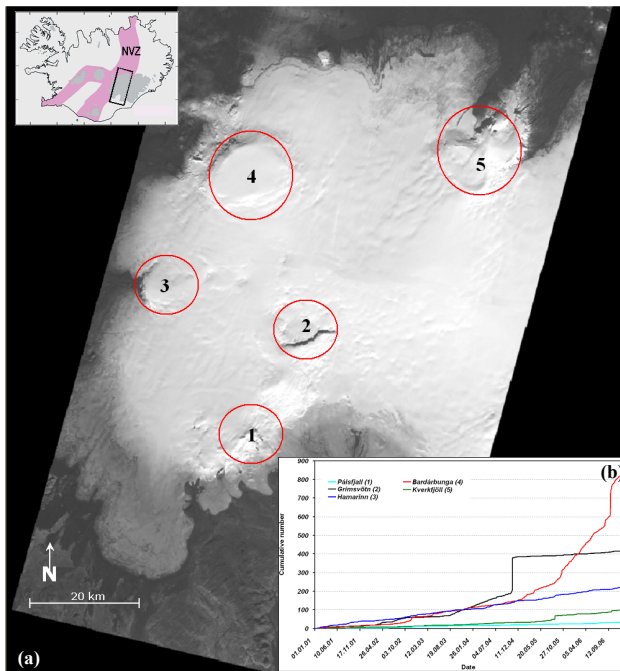 NVZ
4
5
3
2
1
N
20 km
(a)
(b)
Pálsfjall (1)
Grímsvötn (2)
Hamarinn (3)
Bardárbunga (4)
Kverkfjöll (5)
Cumulative number
900
800
700
600
500
400
300
200
100
0
01.01.01
10.06.01
17.11.01
26.04.02
03.10.02
12.03.03
19.08.03
26.01.04
04.07.04
11.12.04
20.05.05
27.10.05
05.04.06
12.09.06
Date